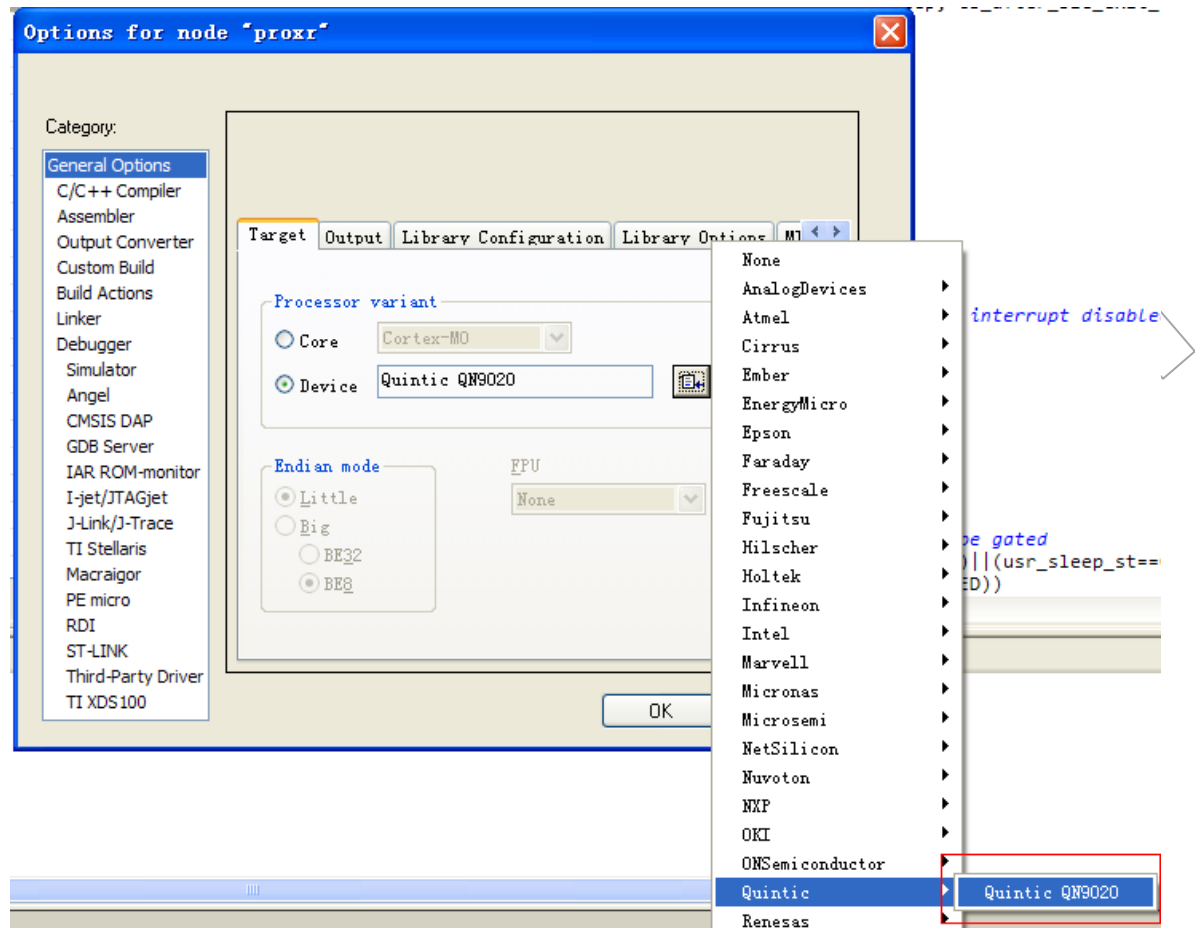 Options for node "proxr"
Category:
General Options
C/C++ Compiler
Assembler
Output Converter
Custom Build
Build Actions
Linker
Debugger
Simulator
Angel
CMSIS DAP
GDB Server
IAR ROM-monitor
I-jet/JTAGjet
J-Link/J-Trace
TI Stellaris
Macraigor
PE micro
RDI
ST-LINK
Third-Party Driver
TI XDS100
Target
Output
Library Configuration
Library Options
Processor variant
Core
Cortex-M0
Device
Quintic QN9020
Endian mode
Little
Big
BE32
BE8
FPU
None
OK
None
AnalogDevices
Atmel
Cirrus
Ember
EnergyMicro
Epson
Faraday
Freescale
Fujitsu
Hilscher
Holtek
Infineon
Intel
Marvell
Micronas
Microsemi
NetSilicon
Nuvoton
NXP
OKI
ONSemiconductor
Quintic
Quintic QN9020
Renesas
interrupt disable
be gated
)||(usr_sleep_st==
ED))